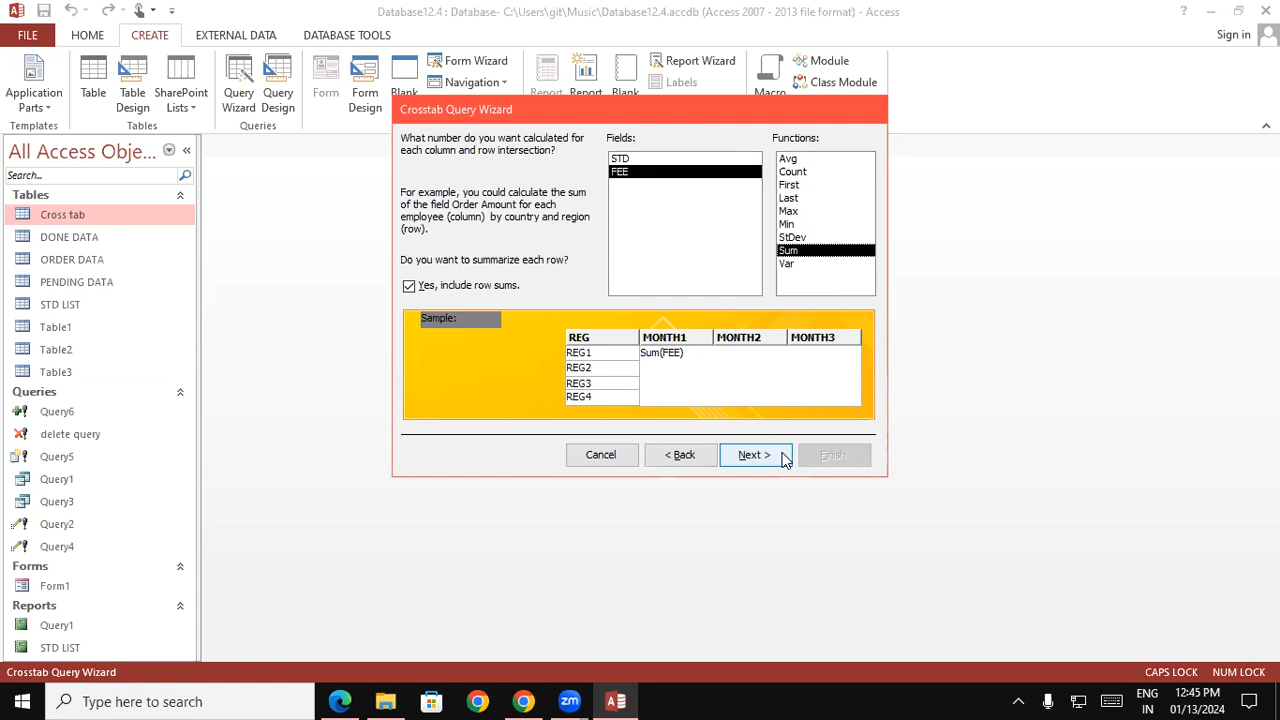 Database12.4 : Database- C:\Users\git\Music\Database12.4.accdb (Access 2007 - 2013 file format) - Access
?
FILE
HOME
CREATE
EXTERNAL DATA
DATABASE TOOLS
Sign in
Application
Parts
Templates
Table
Table
Design
SharePoint
Lists
Tables
Query
Wizard
Query
Design
Queries
Form
Form
Design
Blank
Form Wizard
Navigation
Report
Report
Blank
Report Wizard
Labels
Macro
Module
Class Module
All Access Obje...
Search...
Tables
Cross tab
DONE DATA
ORDER DATA
PENDING DATA
STD LIST
Table1
Table2
Table3
Queries
Query6
delete query
Query5
Query1
Query3
Query2
Query4
Forms
Form1
Reports
Query1
STD LIST
Crosstab Query Wizard
What number do you want calculated for
each column and row intersection?
For example, you could calculate the sum
of the field Order Amount for each
employee (column) by country and region
(row).
Do you want to summarize each row?
Yes, include row sums.
Fields:
STD
FEE
Functions:
Avg
Count
First
Last
Max
Min
StDev
Sum
Var
Sample:
REG MONTH1 MONTH2 MONTH3
REG1 Sum(FEE)
REG2
REG3
REG4
Cancel
< Back
Next >
Finish
Crosstab Query Wizard
CAPS LOCK
NUM LOCK
Type here to search
zm
ENG
IN
12:45 PM
01/13/2024